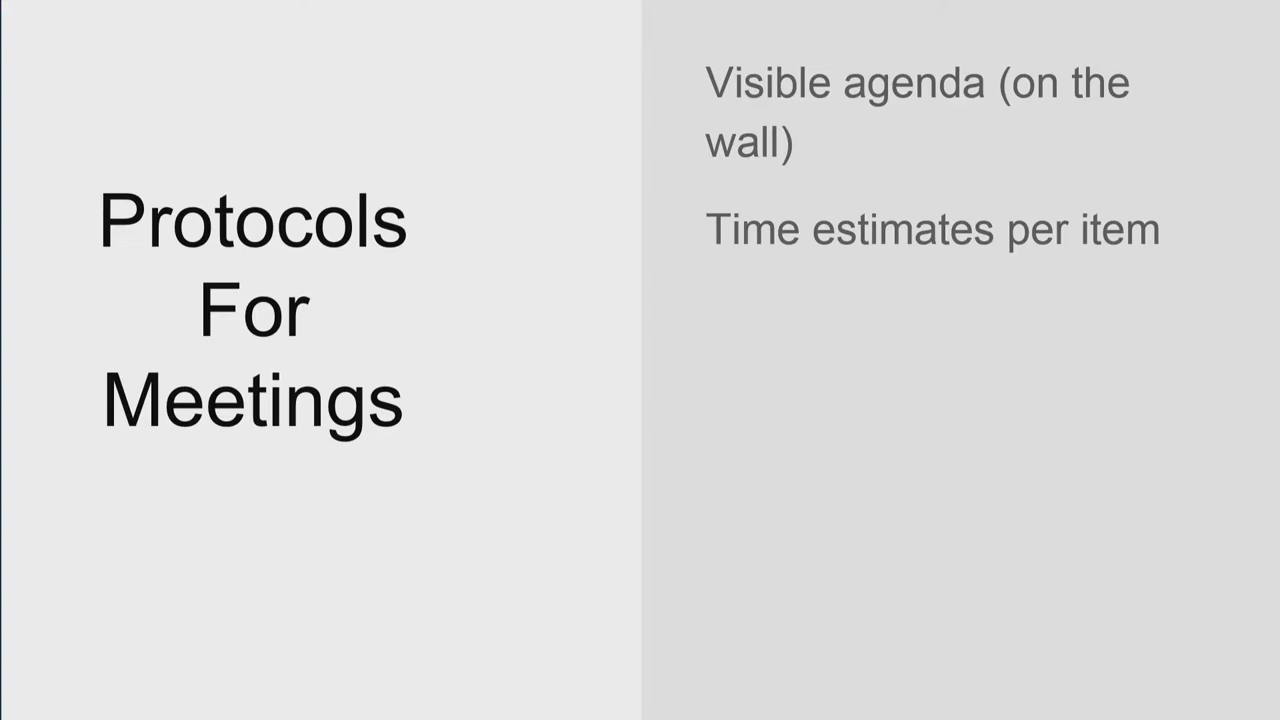 Protocols
For
Meetings
Visible agenda (on the
wall)
Time estimates per item